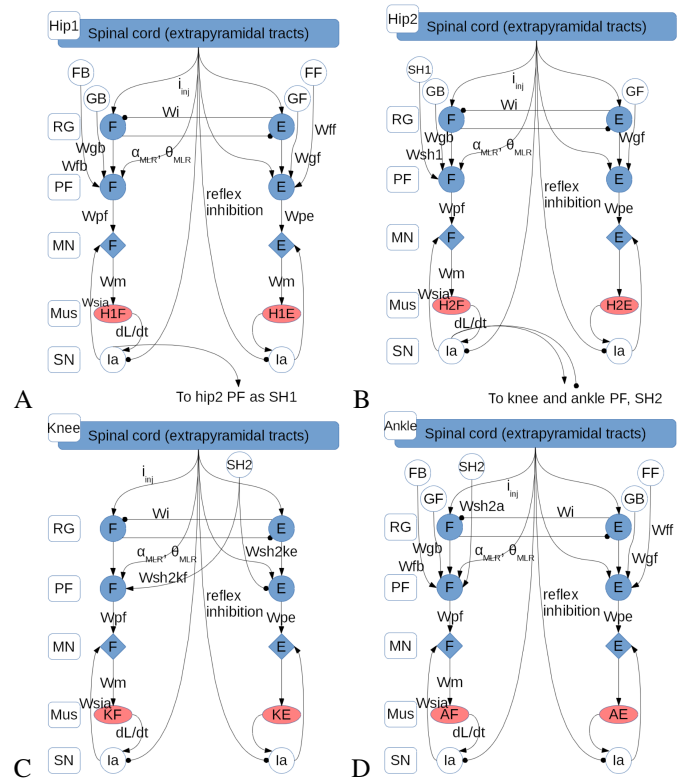 Hip1
Spinal cord (extrapyramidal tracts)
FB
FF
i inj
GB
GF
Wi
RG
F
E
Wff
Wgb
α MLR, θ MLR
Wgf
Wfb
PF
F
E
reflex
inhibition
Wpf
Wpe
MN
F
E
Wm
Wm
Wsia
Mus
H1F
H1E
dL/dt
SN
Ia
Ia
To hip2 PF as SH1
A
Hip2
Spinal cord (extrapyramidal tracts)
SH1
i inj
GB
GF
Wi
RG
F
E
Wgb
Wgf
Wsh1
α MLR, θ MLR
PF
F
E
reflex
inhibition
Wpf
Wpe
MN
F
E
Wm
Wsia
Mus
H2F
H2E
dL/dt
SN
Ia
Ia
To knee and ankle PF, SH2
B
Knee
Spinal cord (extrapyramidal tracts)
SH2
i inj
Wi
RG
F
E
α MLR, θ MLR
Wsh2ke
Wsh2kf
PF
F
E
reflex
inhibition
Wpf
Wpe
MN
F
E
Wm
Wsia
Mus
KF
KE
dL/dt
SN
Ia
Ia
C
Ankle
Spinal cord (extrapyramidal tracts)
SH2
FB
FF
i inj
GF
GB
Wsh2a
Wi
RG
F
E
Wff
Wgb
α MLR, θ MLR
Wgf
Wfb
PF
F
E
reflex
inhibition
Wpf
Wpe
MN
F
E
Wm
Wsia
Mus
AF
AE
dL/dt
SN
Ia
Ia
D